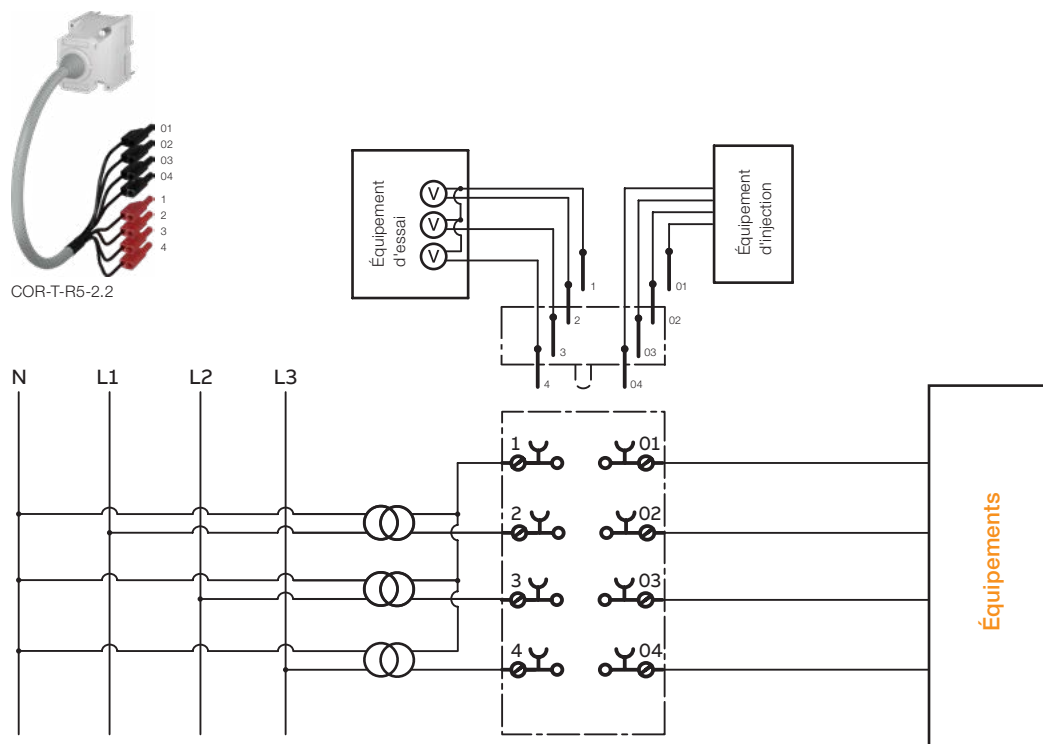 01
02
03
04
1
2
3
4
COR-T-R5-2.2
Équipement
d'essai
V
V
V
Équipement
d'injection
1
2
3
4
01
02
03
04
N L1 L2 L3
1 01
2 02
3 03
4 04
Équipements